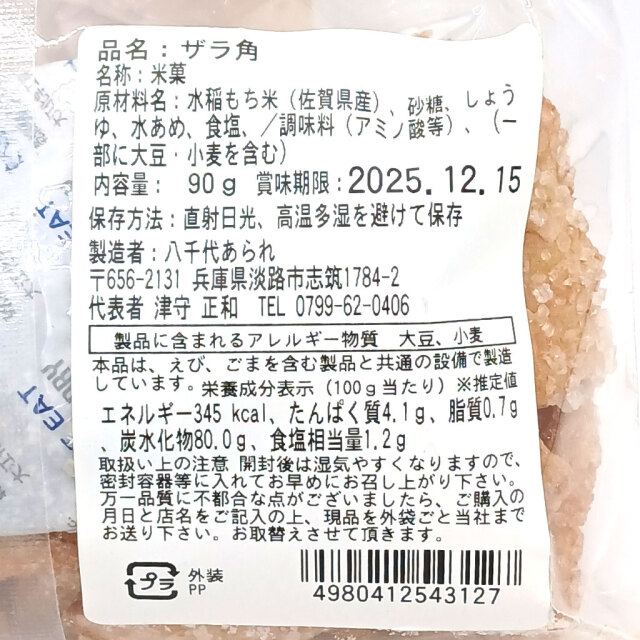 品名：ザラ角
名称：米菓
原材料名：水稲もち米（佐賀県産）、砂糖、しょう
ゆ、水あめ、食塩、／調味料（アミノ酸等）、（一
部に大豆・小麦を含む）
内容量： 90g 賞味期限：2025.12.15
保存方法：直射日光、高温多湿を避けて保存
製造者：八千代あられ
〒656-2131 兵庫県淡路市志筑1784-2
代表者 津守 正和 TEL 0799-62-0406
製品に含まれるアレルギー物質 大豆、小麦
本品は、えび、ごまを含む製品と共通の設備で製造
しています。栄養成分表示（100g当たり）※推定値
エネルギー345 kcal、たんぱく質4.1g、脂質0.7g
、炭水化物80.0g、食塩相当量1.2g
取扱い上の注意 開封後は湿気やすくなりますので、
密封容器等に入れてお早めにお召し上がり下さい。
万一品質に不都合な点がございましたら、ご購入の
月日と店名をご記入の上、現品を外袋ごと当社まで
お送り下さい。お取替えさせて頂きます。
プラ 外装
PP
4980412543127
EAT